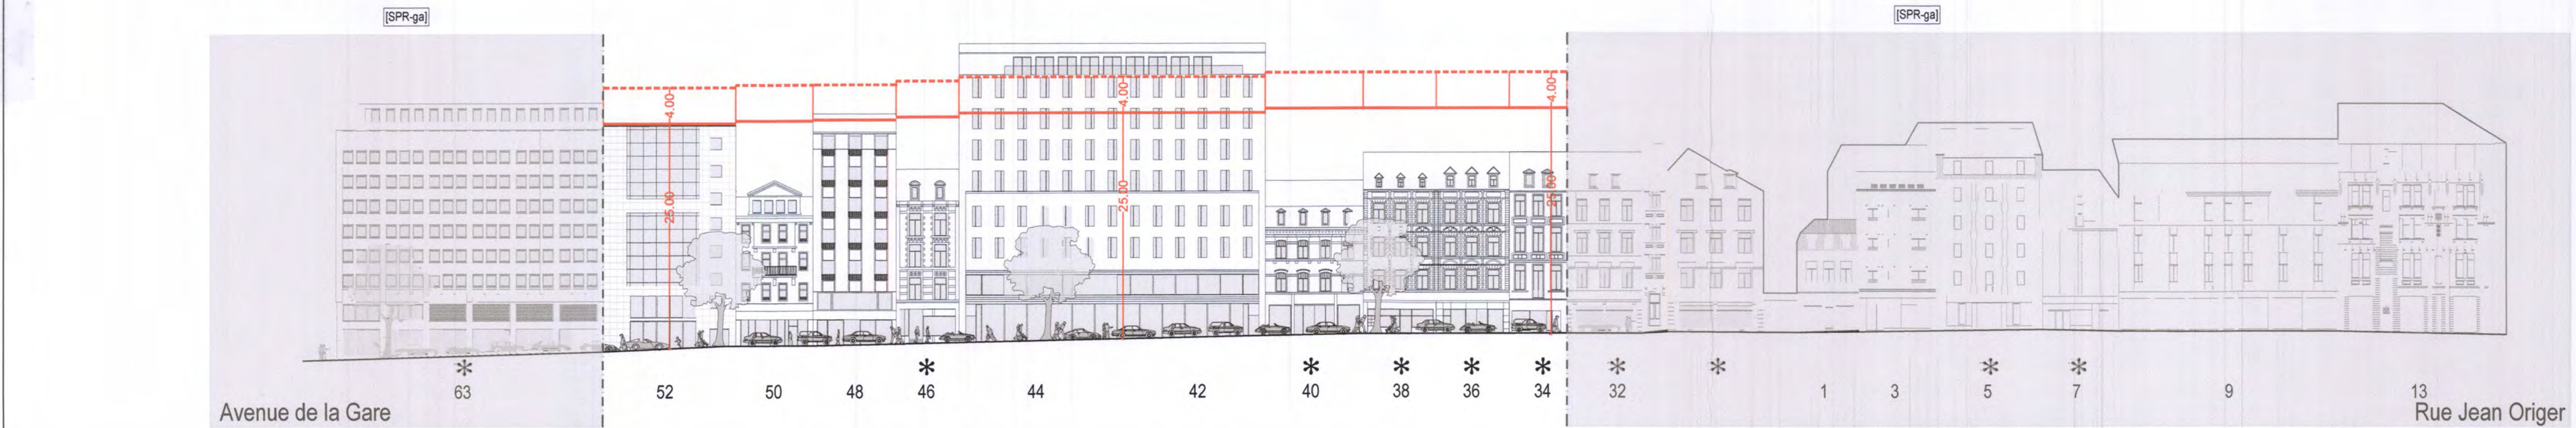 [SPR-ga]
[SPR-ga]
4.00
4.00
4.00
25.00
25.00
25.00
* * * * * * * * * *
63 52 50 48 46 44 42 40 38 36 34 32 1 3 5 7 9 13
Avenue de la Gare
Rue Jean Origer